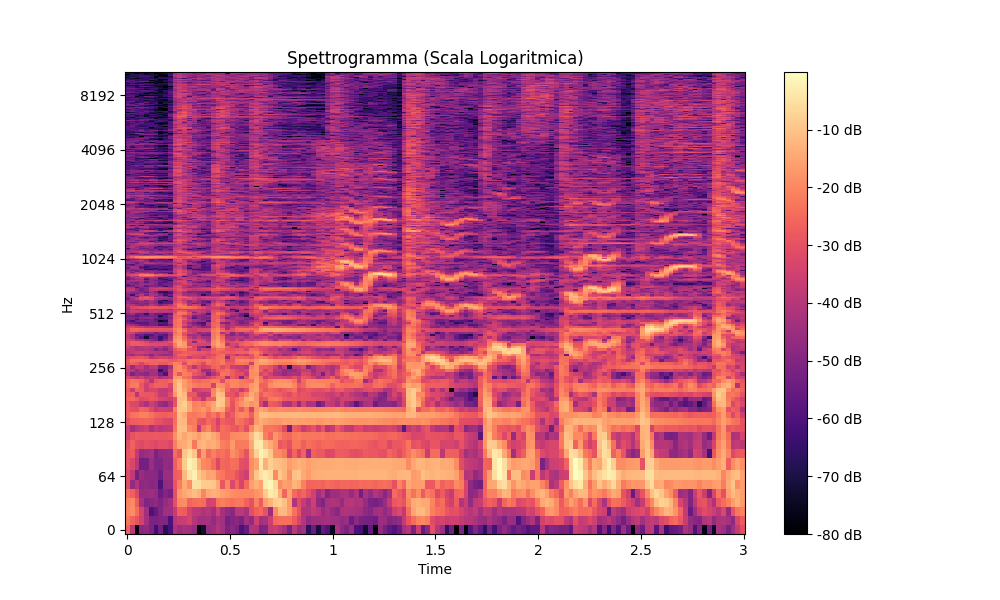 Spettrogramma (Scala Logaritmica)
8192
4096
2048
1024
512
256
128
64
0
Hz
0
0.5
1
1.5
2
2.5
3
Time
-10 dB
-20 dB
-30 dB
-40 dB
-50 dB
-60 dB
-70 dB
-80 dB